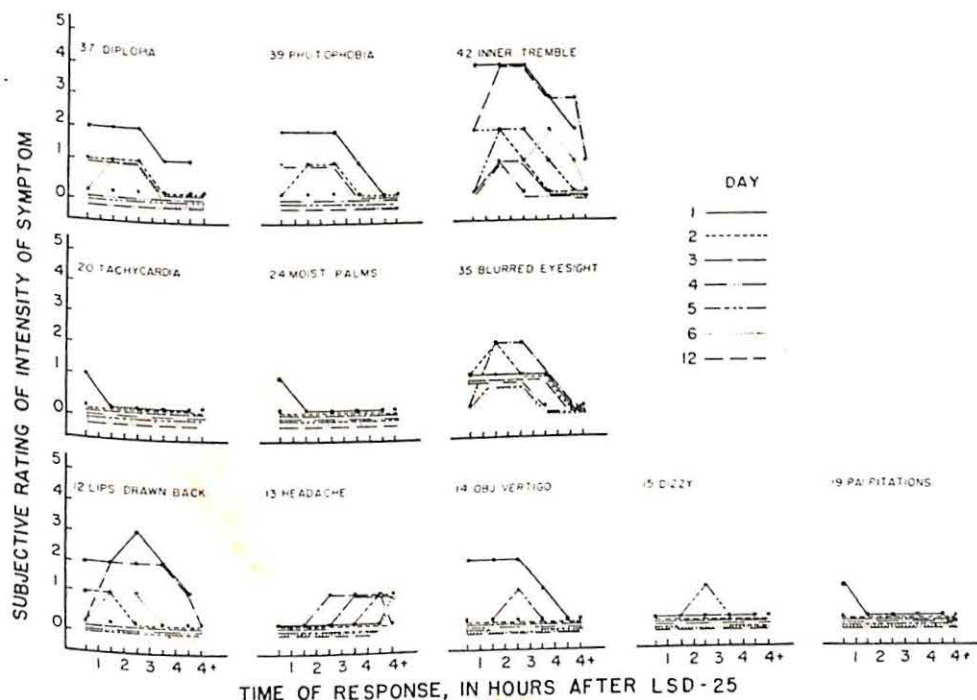 SUBJECTIVE RATING OF INTENSITY OF SYMPTOM
5
4
3
2
1
0
37 DIPLOMA
39 PHOTOPHOBIA
42 INNER TREMBLE
DAY
1
2
3
4
5
6
12
5
4
3
2
1
0
20 TACHYCARDIA
24 MOIST PALMS
35 BLURRED EYESIGHT
5
4
3
2
1
0
12 LIPS DRAWN BACK
13 HEADACHE
14 OBJ VERTIGO
15 DIZZY
19 PALPITATIONS
1 2 3 4+
1 2 3 4 4+
1 2 3 4 4+
1 2 3 4 4+
1 2 3 4 4+
TIME OF RESPONSE, IN HOURS AFTER LSD-25